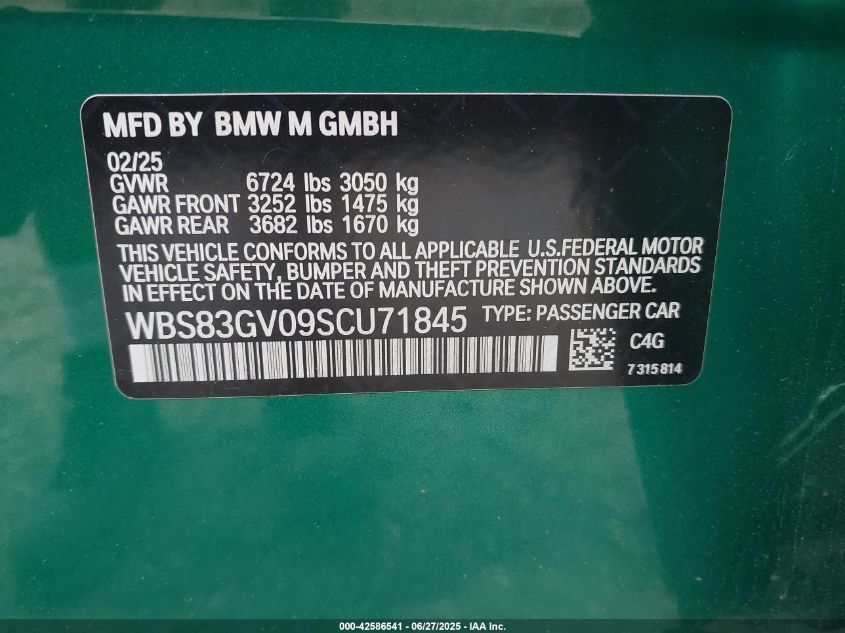 MFD BY BMW M GMBH
02/25
GVWR 6724 lbs 3050 kg
GAWR FRONT 3252 lbs 1475 kg
GAWR REAR 3682 lbs 1670 kg
THIS VEHICLE CONFORMS TO ALL APPLICABLE U.S.FEDERAL MOTOR
VEHICLE SAFETY, BUMPER AND THEFT PREVENTION STANDARDS
IN EFFECT ON THE DATE OF MANUFACTURE SHOWN ABOVE.
WBS83GV09SCU71845 TYPE: PASSENGER CAR
C4G
7315814
000-42586541 / 06/27/2025 - IAA Inc.